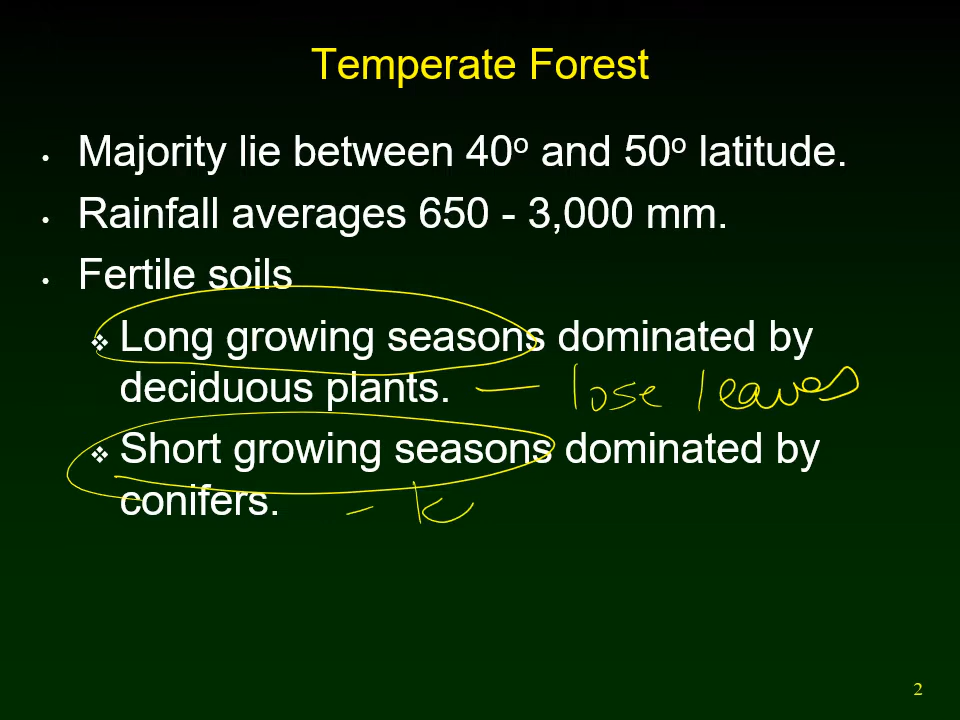 Temperate Forest
• Majority lie between 40º and 50º latitude.
• Rainfall averages 650 - 3,000 mm.
• Fertile soils
❖ Long growing seasons dominated by
deciduous plants. — lose leaves
❖ Short growing seasons dominated by
conifers. - k
2